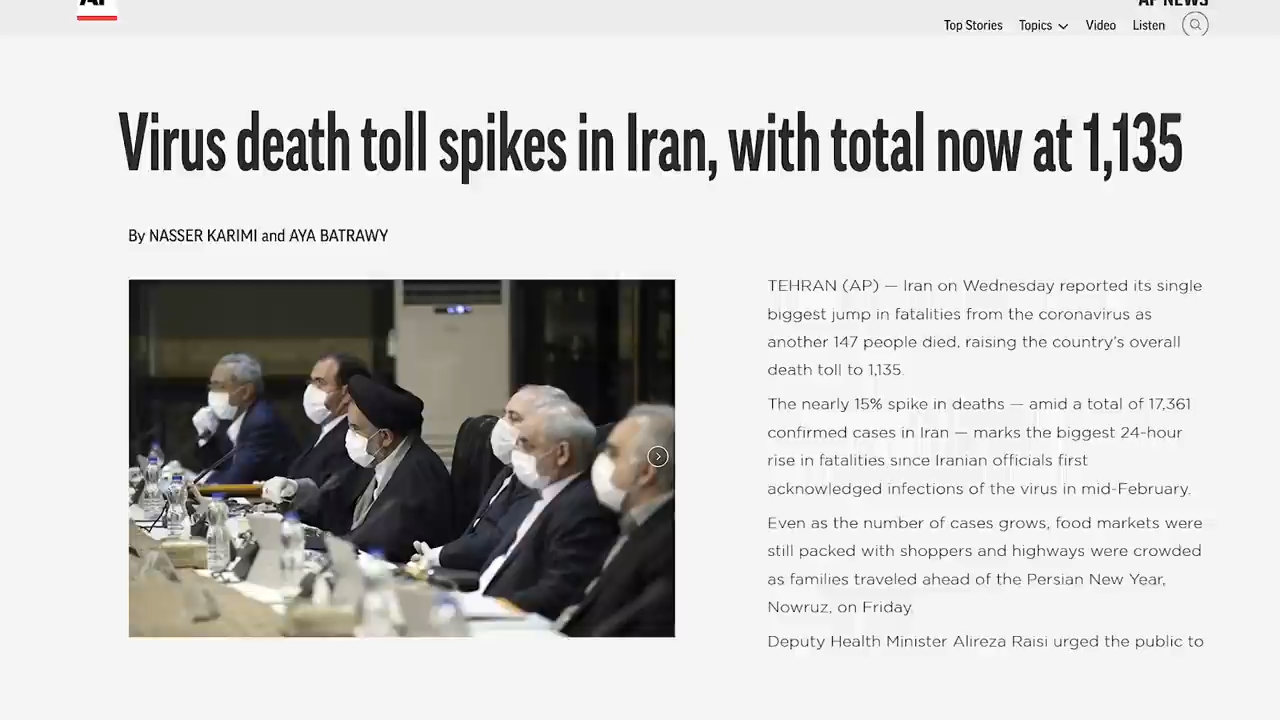 AP
AP NEWS
Top Stories Topics Video Listen
Virus death toll spikes in Iran, with total now at 1,135
By NASSER KARIMI and AYA BATRAWY
TEHRAN (AP) — Iran on Wednesday reported its single
biggest jump in fatalities from the coronavirus as
another 147 people died, raising the country's overall
death toll to 1,135.
The nearly 15% spike in deaths — amid a total of 17,361
confirmed cases in Iran — marks the biggest 24-hour
rise in fatalities since Iranian officials first
acknowledged infections of the virus in mid-February.
Even as the number of cases grows, food markets were
still packed with shoppers and highways were crowded
as families traveled ahead of the Persian New Year,
Nowruz, on Friday.
Deputy Health Minister Alireza Raisi urged the public to